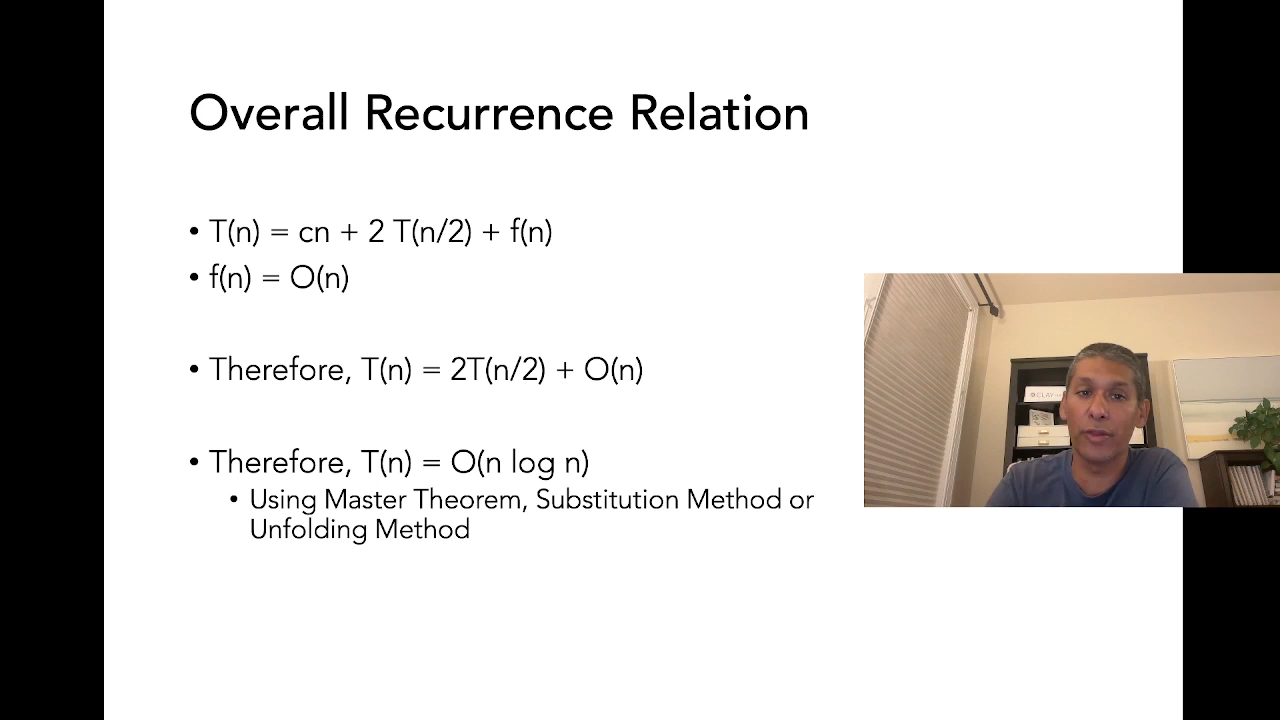 Overall Recurrence Relation
• T(n) = cn + 2 T(n/2) + f(n)
• f(n) = O(n)
• Therefore, T(n) = 2T(n/2) + O(n)
• Therefore, T(n) = O(n log n)
• Using Master Theorem, Substitution Method or
Unfolding Method